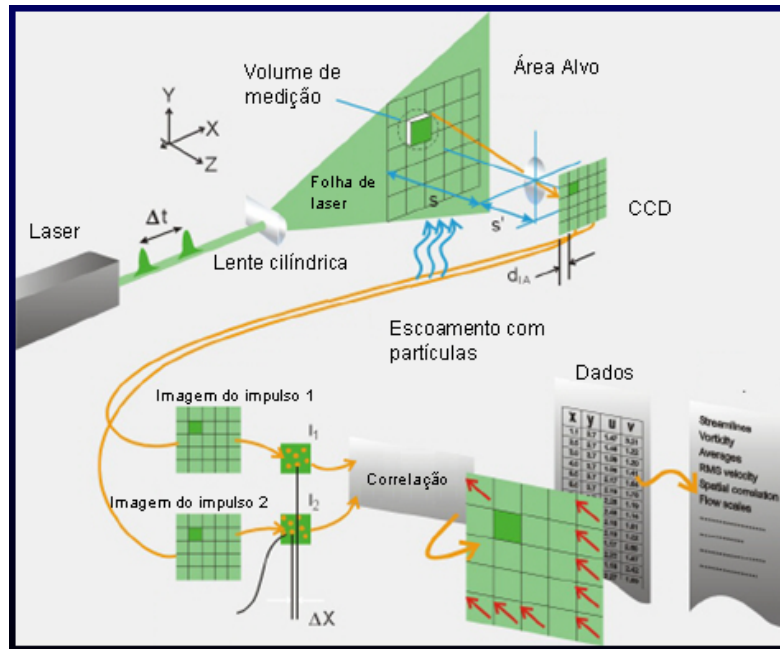 Volume de
medição
Área Alvo
Y
X
Z
Folha de
laser
s
s'
CCD
Laser
Δt
Lente cilíndrica
dIA
Escoamento com
partículas
Dados
Imagem do impulso 1
I1
Imagem do impulso 2
I2
Correlação
ΔX
x y u v
Streamlines
Vorticity
Averages
RMS velocity
Spatial correlation
Flow scales